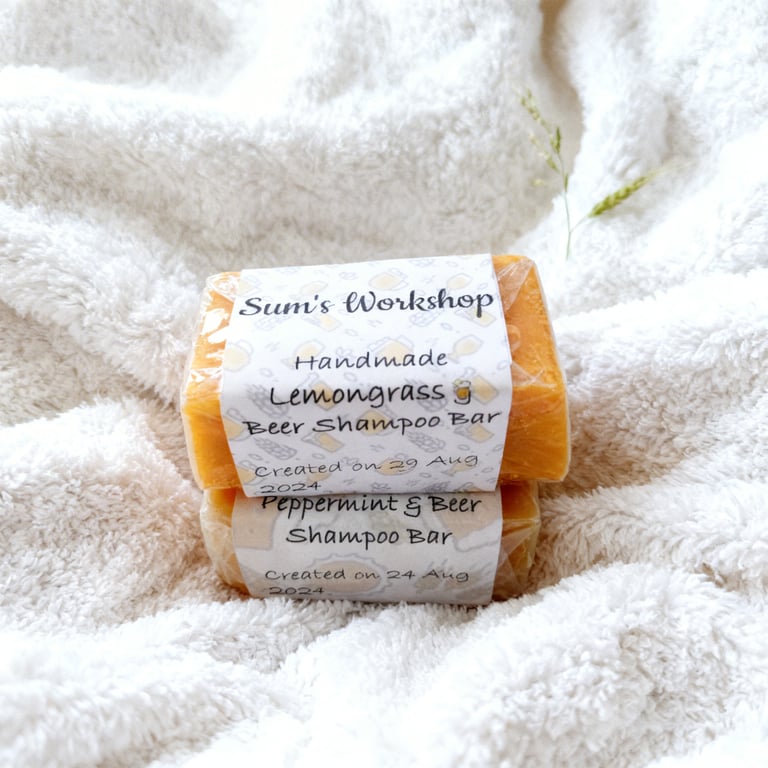 Sum's Workshop
Handmade
Lemongrass &
Beer Shampoo Bar
Created on 29 Aug
2024
Peppermint & Beer
Shampoo Bar
Created on 24 Aug
2024